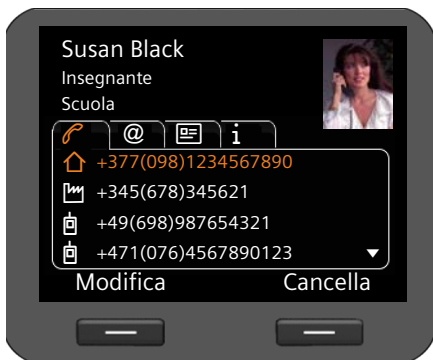 Susan Black
Insegnante
Scuola
@ i
+377(098)1234567890
+345(678)345621
+49(698)987654321
+471(076)4567890123
Modifica Cancella